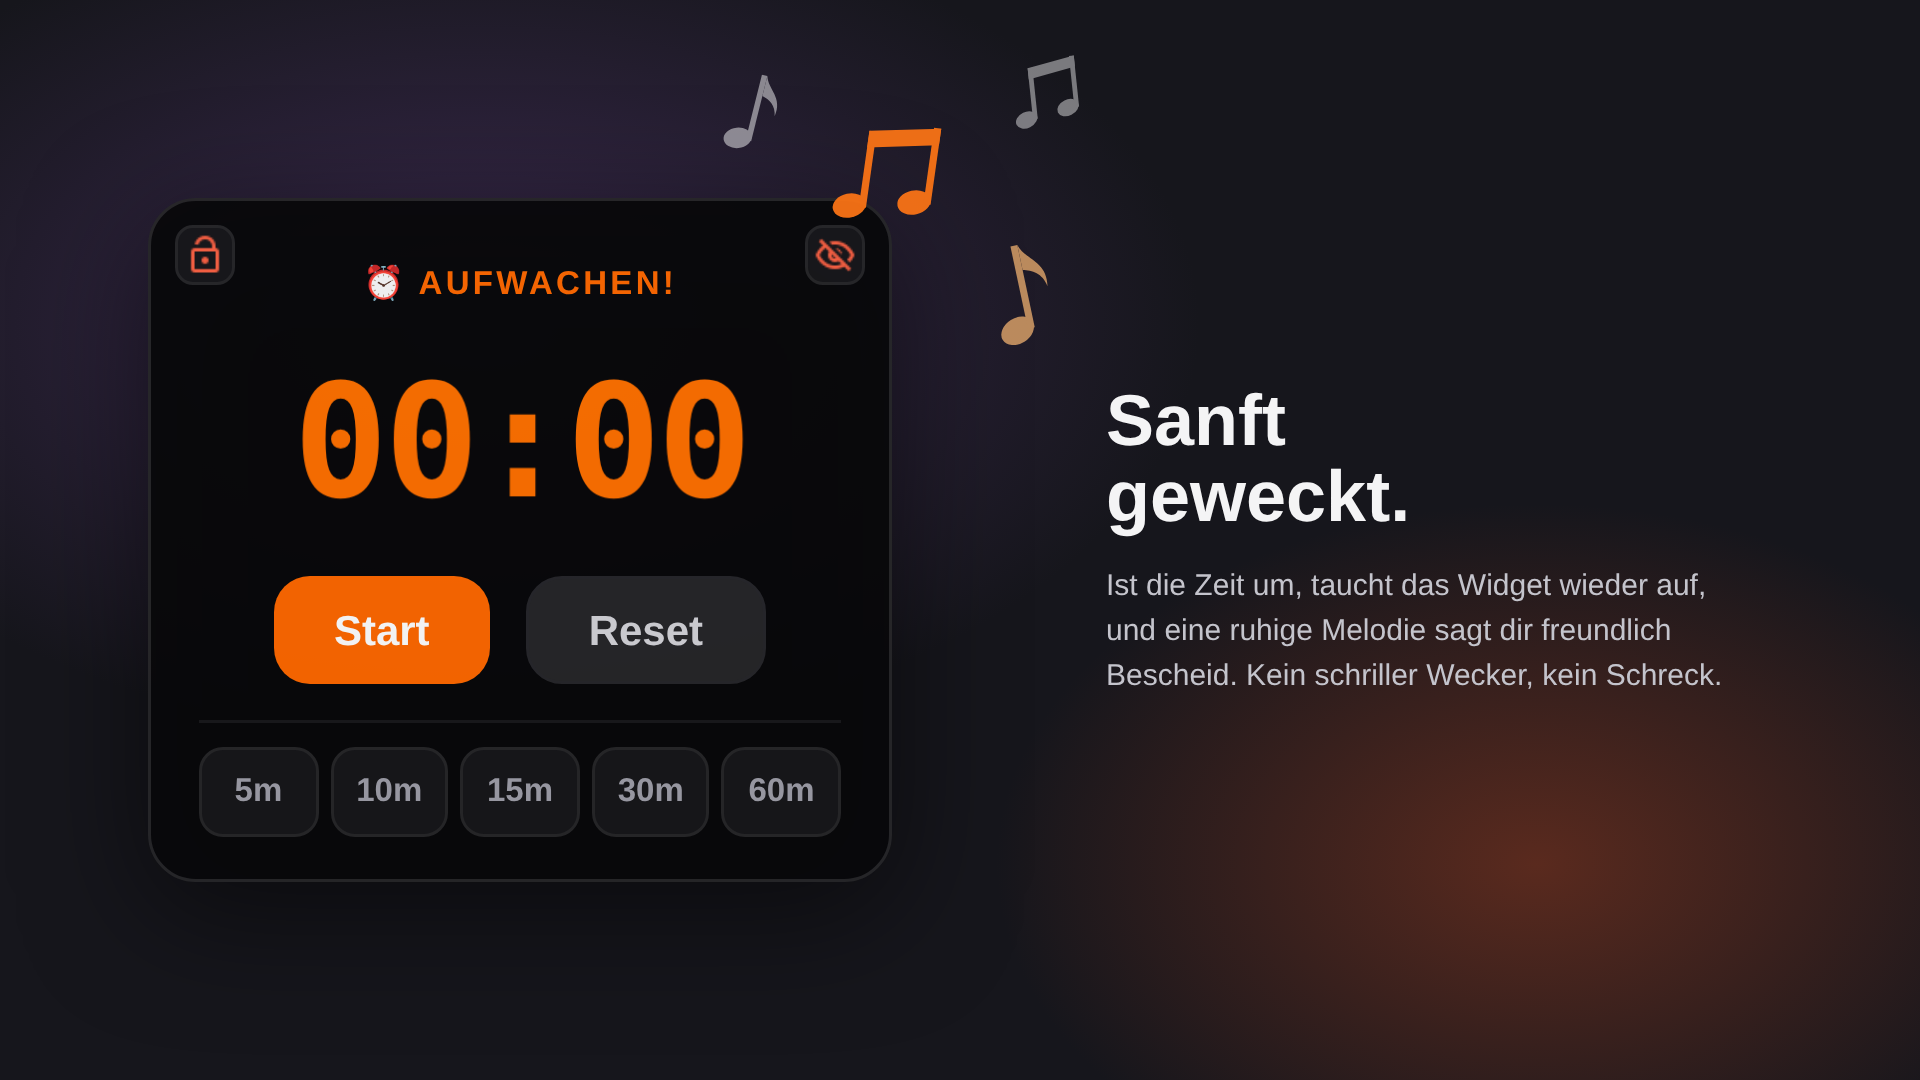 ⏰ AUFWACHEN!
00:00
Start
Reset
5m
10m
15m
30m
60m
Sanft
geweckt.
Ist die Zeit um, taucht das Widget wieder auf,
und eine ruhige Melodie sagt dir freundlich
Bescheid. Kein schriller Wecker, kein Schreck.